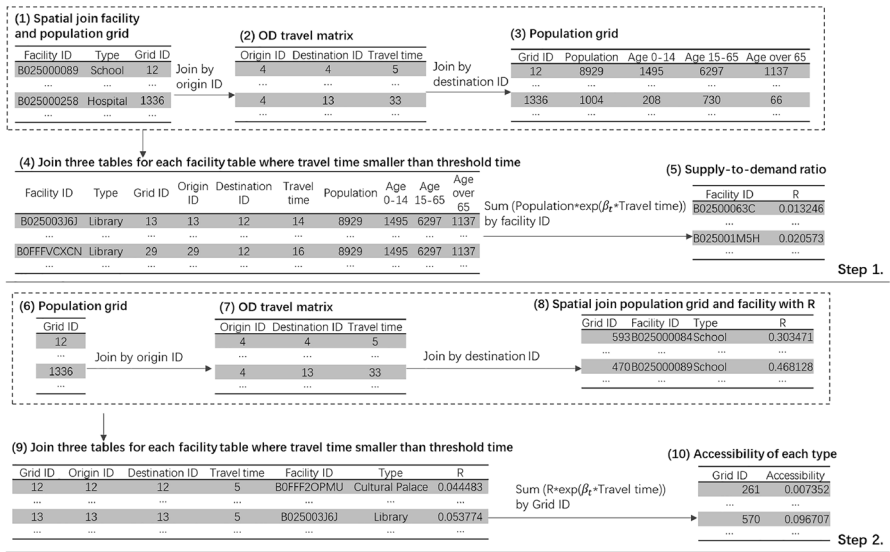 (1) Spatial join facility
and population grid
Facility ID Type Grid ID
B025000089 School 12
... ... ...
B025000258 Hospital 1336
... ... ...
Join by
origin ID
(2) OD travel matrix
Origin ID Destination ID Travel time
4 4 5
... ... ...
4 13 33
... ... ...
Join by
destination ID
(3) Population grid
Grid ID Population Age 0-14 Age 15-65 Age over 65
12 8929 1495 6297 1137
... ... ... ... ...
1336 1004 208 730 66
... ... ... ... ...
(4) Join three tables for each facility table where travel time smaller than threshold time
Facility ID Type Grid ID Origin ID Destination ID Travel time Population Age 0-14 Age 15-65 Age over 65
B025003J6J Library 13 13 12 14 8929 1495 6297 1137
... ... ... ... ... ... ... ... ... ...
B0FFFVCXCN Library 29 29 12 16 8929 1495 6297 1137
... ... ... ... ... ... ... ... ... ...
Sum (Population*exp(βt*Travel time))
by facility ID
(5) Supply-to-demand ratio
Facility ID R
B02500063C 0.013246
... ...
B025001M5H 0.020573
... ...
Step 1.
(6) Population grid
Grid ID
12
...
1336
...
Join by origin ID
(7) OD travel matrix
Origin ID Destination ID Travel time
4 4 5
... ... ...
4 13 33
... ... ...
Join by destination ID
(8) Spatial join population grid and facility with R
Grid ID Facility ID Type R
593 B025000084 School 0.303471
... ... ... ...
470 B025000089 School 0.468128
... ... ... ...
(9) Join three tables for each facility table where travel time smaller than threshold time
Grid ID Origin ID Destination ID Travel time Facility ID Type R
12 12 12 5 B0FFF2OPMU Cultural Palace 0.044483
... ... ... ... ... ... ...
13 13 13 5 B025003J6J Library 0.053774
... ... ... ... ... ... ...
Sum (R*exp(βt*Travel time))
by Grid ID
(10) Accessibility of each type
Grid ID Accessibility
261 0.007352
... ...
570 0.096707
... ...
Step 2.